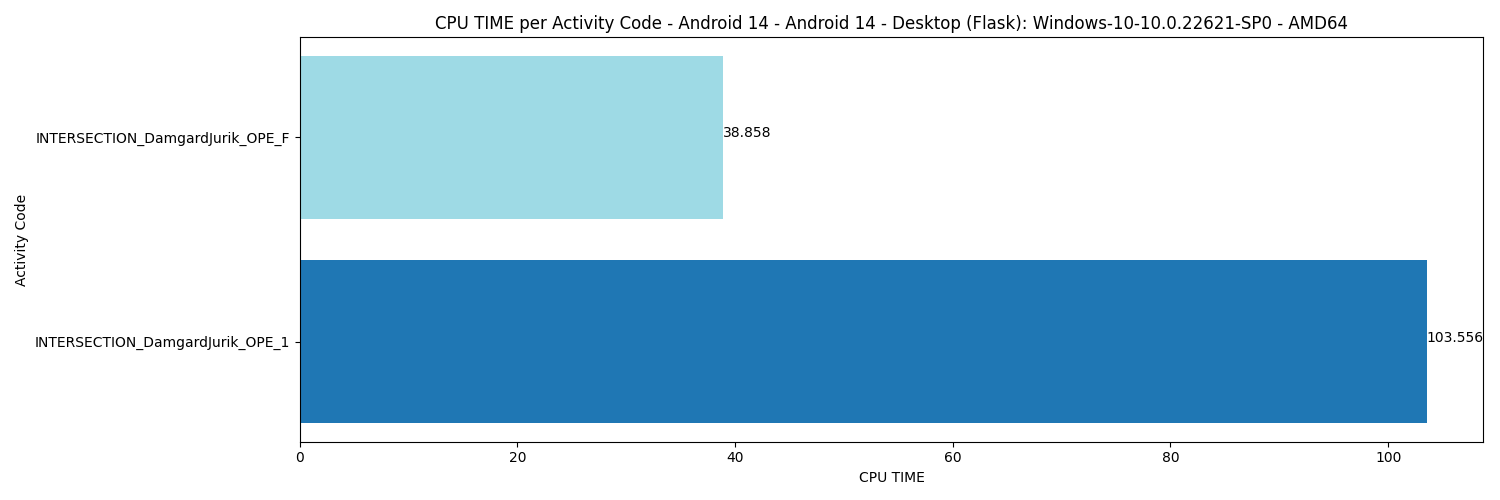 CPU TIME per Activity Code - Android 14 - Android 14 - Desktop (Flask): Windows-10-10.0.22621-SP0 - AMD64
INTERSECTION_DamgardJurik_OPE_F
38.858
Activity Code
INTERSECTION_DamgardJurik_OPE_1
103.556
0 20 40 60 80 100
CPU TIME